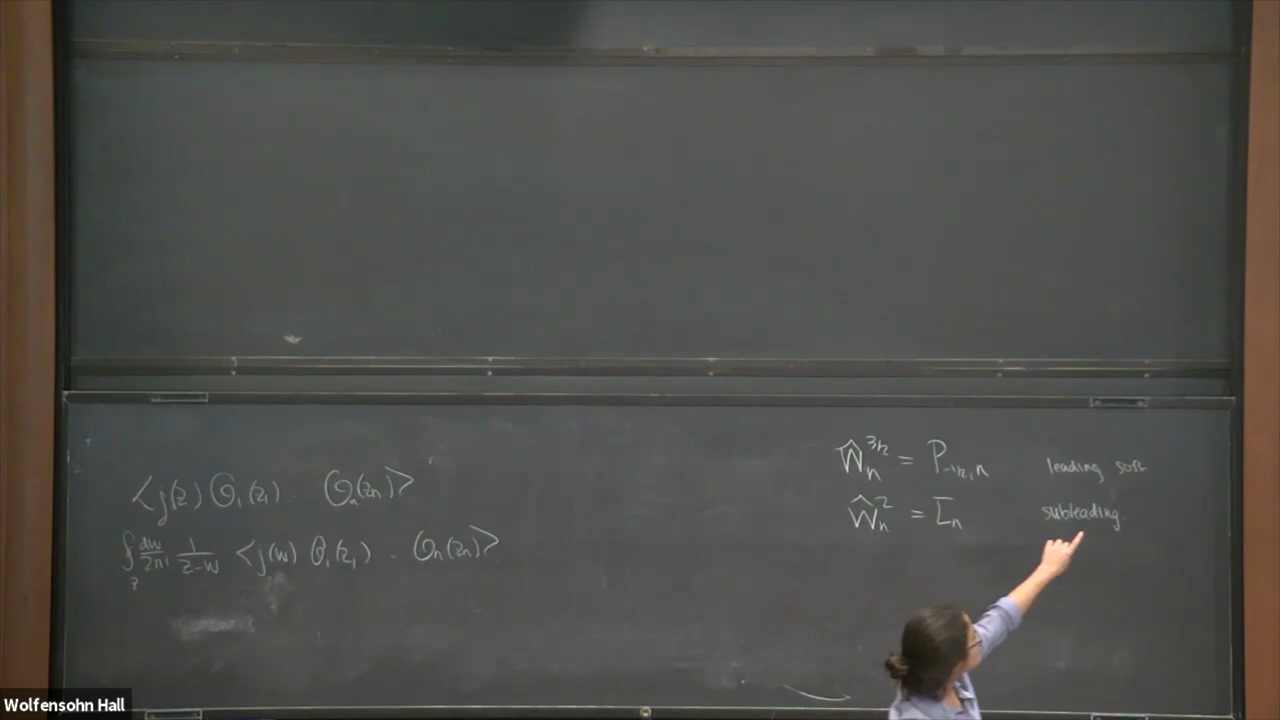 <j(z) O₁(z₁) ... Oₙ(zₙ)>
∮_z dw/2πi 1/(z-w) <j(w) O₁(z₁) ... Oₙ(zₙ)>
Ŵₙ^{3/2} = P_{-1/2,n} leading soft
Ŵₙ² = L̄ₙ subleading.
Wolfensohn Hall